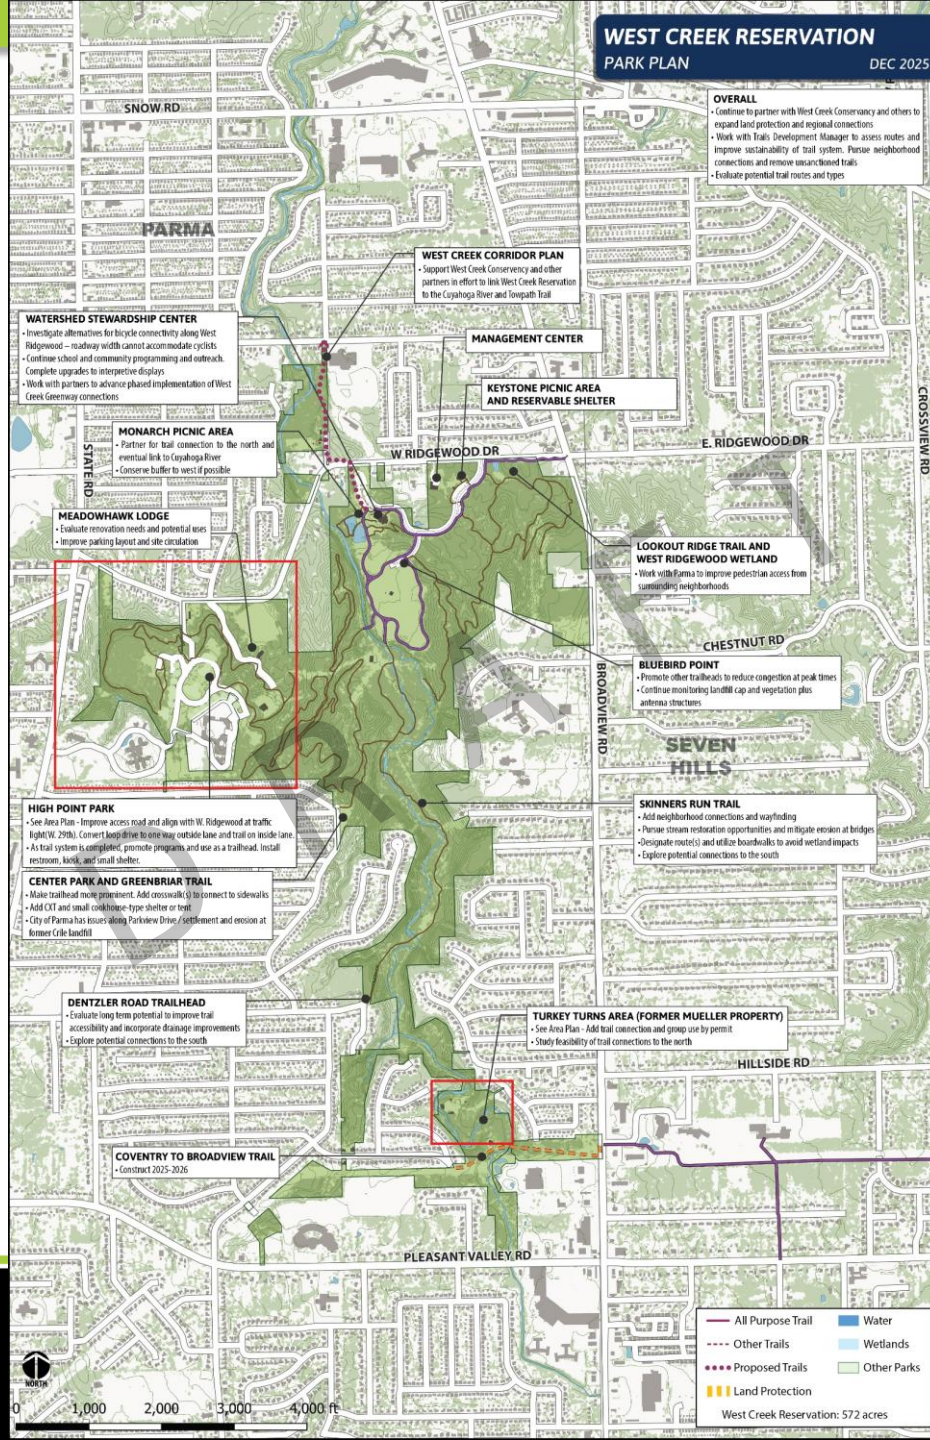 WEST CREEK RESERVATION
PARK PLAN
DEC 2025
OVERALL
• Continue to partner with West Creek Conservancy and others to
expand land protection and regional connections
• Work with Trails Development Manager to assess routes and
improve sustainability of trail system. Pursue neighborhood
connections and remove unsanctioned trails
• Evaluate potential trail routes and types
SNOW RD
PARMA
WEST CREEK CORRIDOR PLAN
• Support West Creek Conservency and other
partners in effort to link West Creek Reservation
to the Cuyahoga River and Towpath Trail
WATERSHED STEWARDSHIP CENTER
• Investigate alternatives for bicycle connectivity along West
Ridgewood – roadway width cannot accommodate cyclists
• Continue school and community programming and outreach.
Complete upgrades to interpretive displays
• Work with partners to advance phased implementation of West
Creek Greenway connections
MANAGEMENT CENTER
KEYSTONE PICNIC AREA
AND RESERVABLE SHELTER
MONARCH PICNIC AREA
• Partner for trail connection to the north and
eventual link to Cuyahoga River
• Conserve buffer to west if possible
W RIDGEWOOD DR
E. RIDGEWOOD DR
CROSSVIEW RD
STATE RD
MEADOWHAWK LODGE
• Evaluate renovation needs and potential uses
• Improve parking layout and site circulation
LOOKOUT RIDGE TRAIL AND
WEST RIDGEWOOD WETLAND
• Work with Parma to improve pedestrian access from
surrounding neighborhoods
CHESTNUT RD
BLUEBIRD POINT
• Promote other trailheads to reduce congestion at peak times
• Continue monitoring landfill cap and vegetation plus
antenna structures
BROADVIEW RD
SEVEN
HILLS
HIGH POINT PARK
• See Area Plan - Improve access road and align with W. Ridgewood at traffic
light(W. 29th). Convert loop drive to one way outside lane and trail on inside lane.
• As trail system is completed, promote programs and use as a trailhead. Install
restroom, kiosk, and small shelter.
SKINNERS RUN TRAIL
• Add neighborhood connections and wayfinding
• Pursue stream restoration opportunities and mitigate erosion at bridges
•Designate route(s) and utilize boardwalks to avoid wetland impacts
• Explore potential connections to the south
CENTER PARK AND GREENBRIAR TRAIL
• Make trailhead more prominent. Add crosswalk(s) to connect to sidewalks
• Add CXT and small cookhouse-type shelter or tent
• City of Parma has issues along Parkview Drive / settlement and erosion at
former Crile landfill
DENTZLER ROAD TRAILHEAD
• Evaluate long term potential to improve trail
accessibility and incorporate drainage improvements
• Explore potential connections to the south
TURKEY TURNS AREA (FORMER MUELLER PROPERTY)
• See Area Plan - Add trail connection and group use by permit
• Study feasibility of trail connections to the north
HILLSIDE RD
COVENTRY TO BROADVIEW TRAIL
• Construct 2025-2026
PLEASANT VALLEY RD
DRAFT
NORTH
0 1,000 2,000 3,000 4,000 ft
All Purpose Trail
Other Trails
Proposed Trails
Land Protection
Water
Wetlands
Other Parks
West Creek Reservation: 572 acres